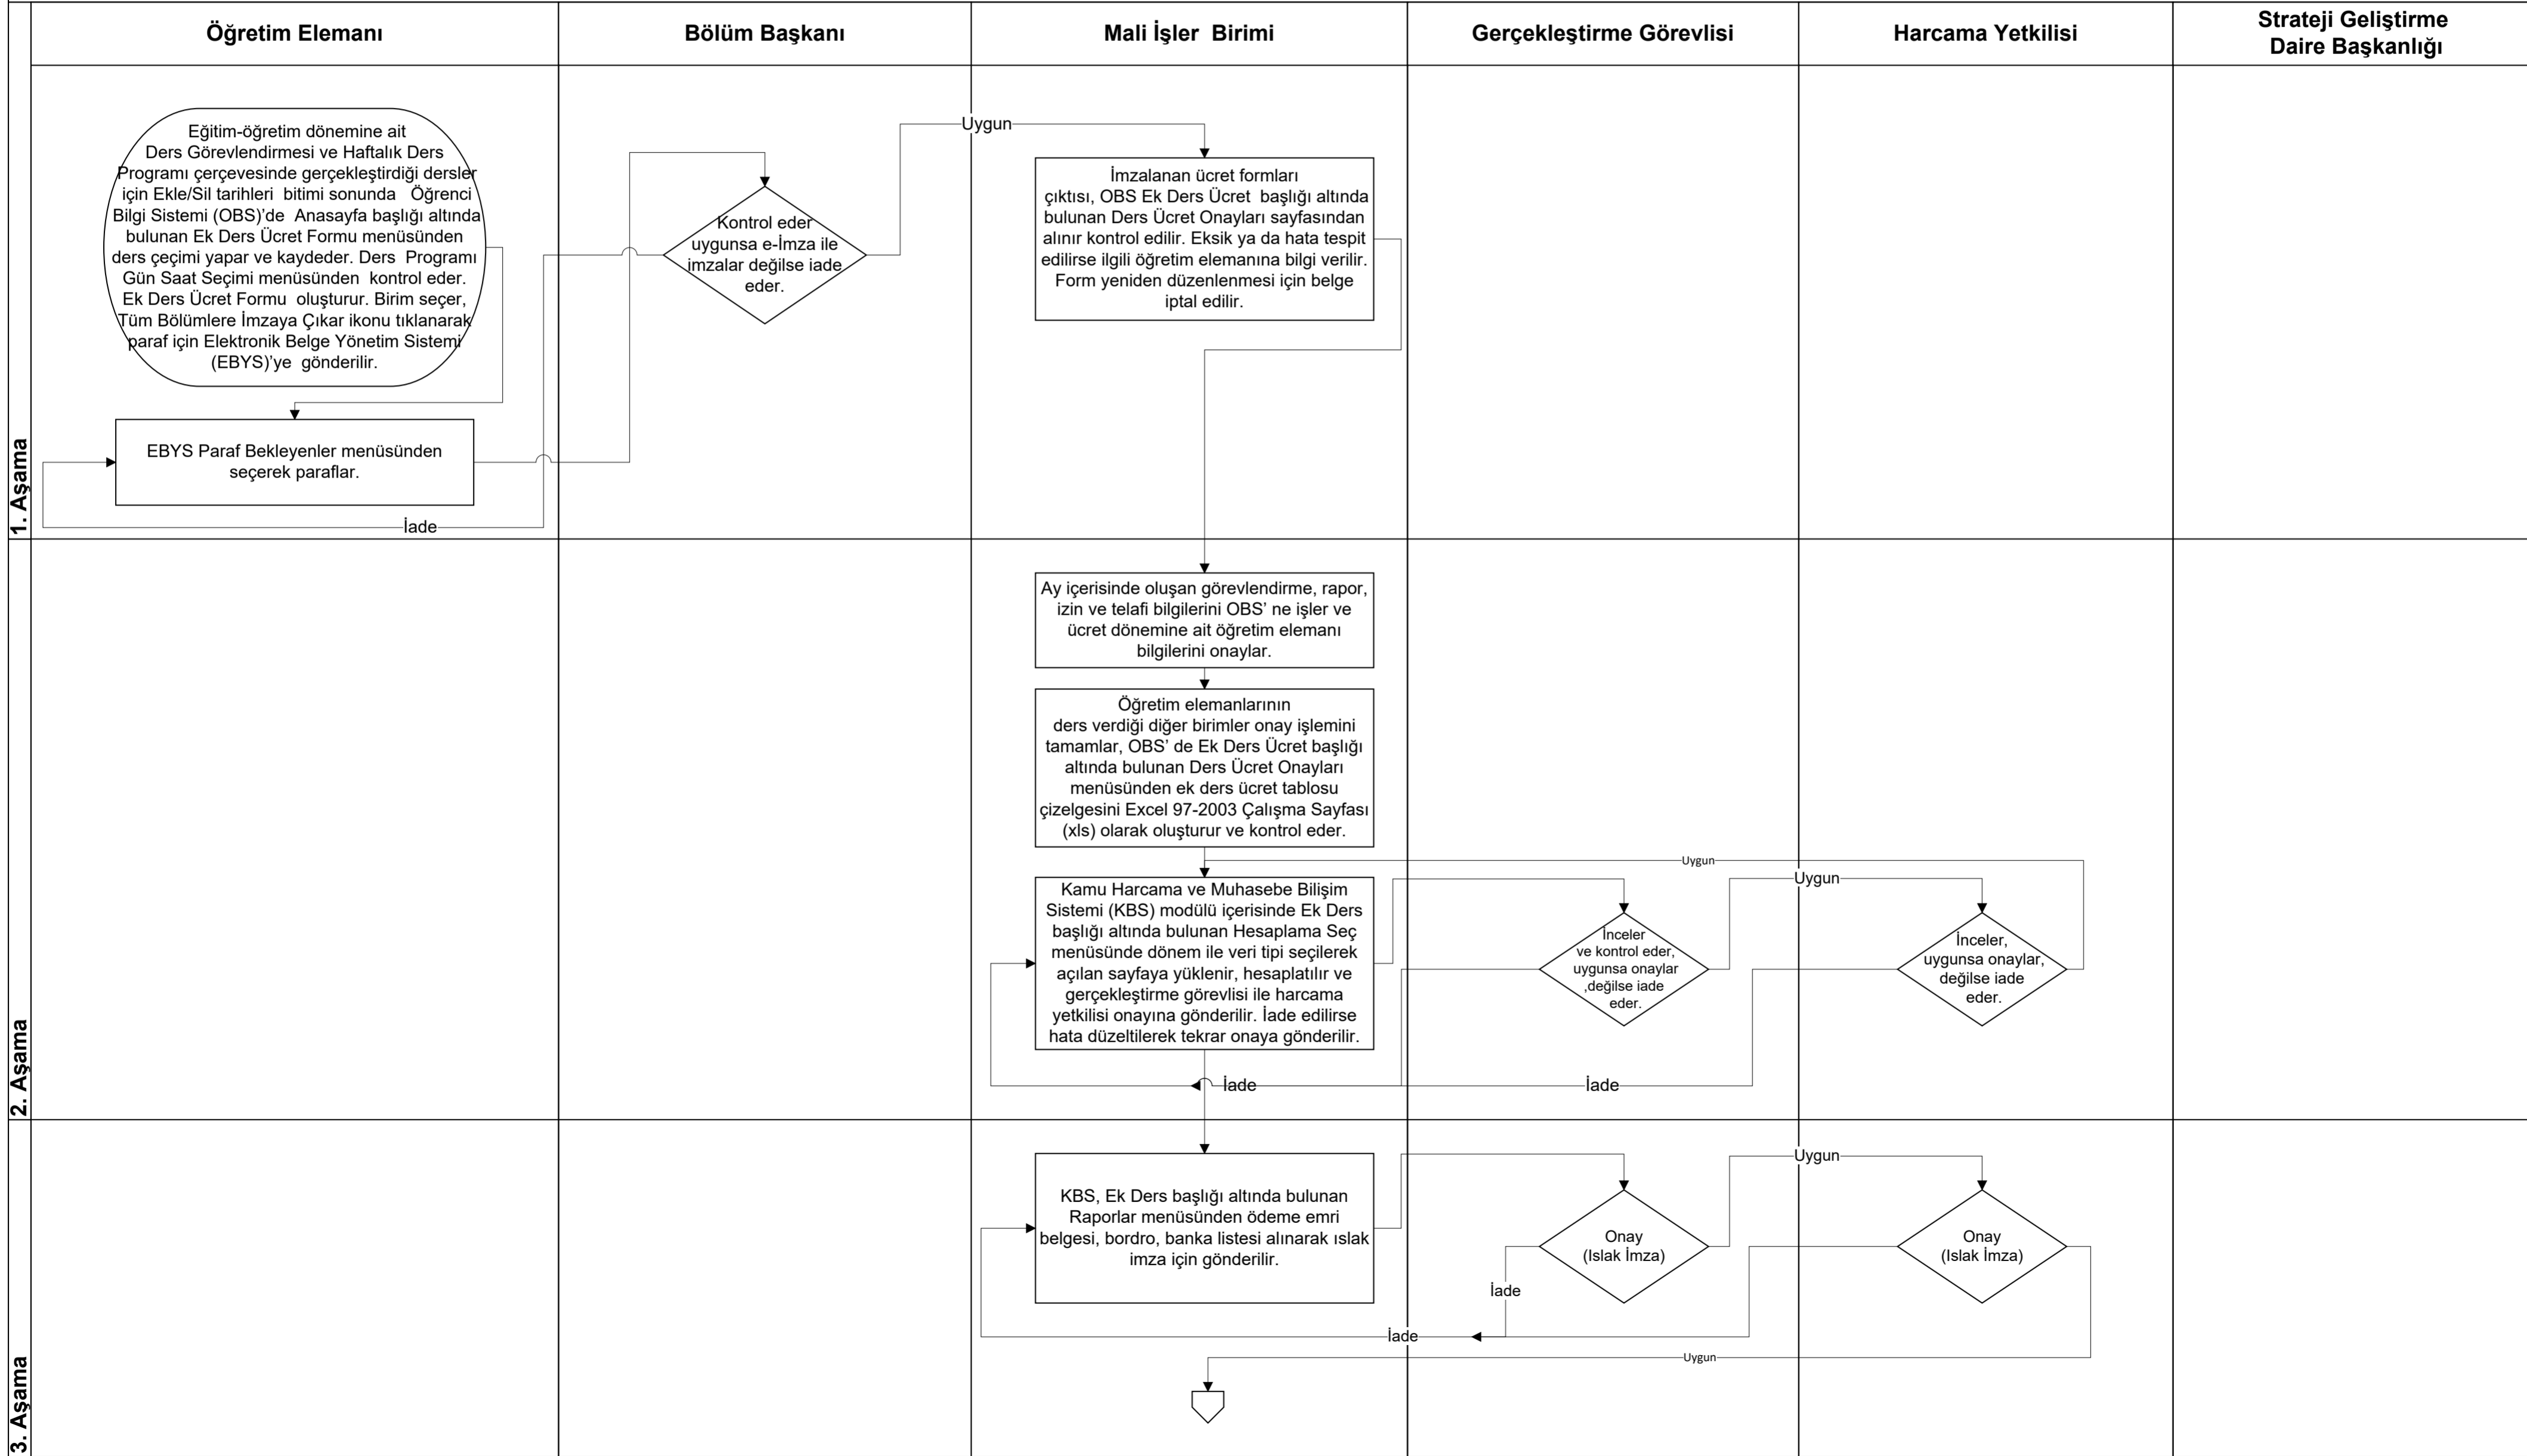 Öğretim Elemanı
Bölüm Başkanı
Mali İşler  Birimi
Gerçekleştirme Görevlisi
Harcama Yetkilisi
Strateji Geliştirme
Daire Başkanlığı
1. Aşama
Eğitim-öğretim dönemine ait
Ders Görevlendirmesi ve Haftalık Ders
Programı çerçevesinde gerçekleştirdiği dersler
için Ekle/Sil tarihleri  bitimi sonunda   Öğrenci
Bilgi Sistemi (OBS)’de  Anasayfa başlığı altında
bulunan Ek Ders Ücret Formu menüsünden
ders çeçimi yapar ve kaydeder. Ders  Programı
Gün Saat Seçimi menüsünden  kontrol eder.
Ek Ders Ücret Formu  oluşturur. Birim seçer,
Tüm Bölümlere İmzaya Çıkar ikonu tıklanarak
paraf için Elektronik Belge Yönetim Sistemi
(EBYS)’ye  gönderilir.
EBYS Paraf Bekleyenler menüsünden
seçerek paraflar.
İade
Kontrol eder
uygunsa e-İmza ile
imzalar değilse iade
eder.
Uygun
İmzalanan ücret formları
çıktısı, OBS Ek Ders Ücret  başlığı altında
bulunan Ders Ücret Onayları sayfasından
alınır kontrol edilir. Eksik ya da hata tespit
edilirse ilgili öğretim elemanına bilgi verilir.
Form yeniden düzenlenmesi için belge
iptal edilir.
2. Aşama
Ay içerisinde oluşan görevlendirme, rapor,
izin ve telafi bilgilerini OBS’ ne işler ve
ücret dönemine ait öğretim elemanı
bilgilerini onaylar.
Öğretim elemanlarının
ders verdiği diğer birimler onay işlemini
tamamlar, OBS’ de Ek Ders Ücret başlığı
altında bulunan Ders Ücret Onayları
menüsünden ek ders ücret tablosu
çizelgesini Excel 97-2003 Çalışma Sayfası
(xls) olarak oluşturur ve kontrol eder.
Uygun
Kamu Harcama ve Muhasebe Bilişim
Sistemi (KBS) modülü içerisinde Ek Ders
başlığı altında bulunan Hesaplama Seç
menüsünde dönem ile veri tipi seçilerek
açılan sayfaya yüklenir, hesaplatılır ve
gerçekleştirme görevlisi ile harcama
yetkilisi onayına gönderilir. İade edilirse
hata düzeltilerek tekrar onaya gönderilir.
İnceler
ve kontrol eder,
uygunsa onaylar
,değilse iade
eder.
Uygun
İnceler,
uygunsa onaylar,
değilse iade
eder.
İade
İade
3. Aşama
KBS, Ek Ders başlığı altında bulunan
Raporlar menüsünden ödeme emri
belgesi, bordro, banka listesi alınarak ıslak
imza için gönderilir.
Onay
(Islak İmza)
Uygun
Onay
(Islak İmza)
İade
İade
Uygun